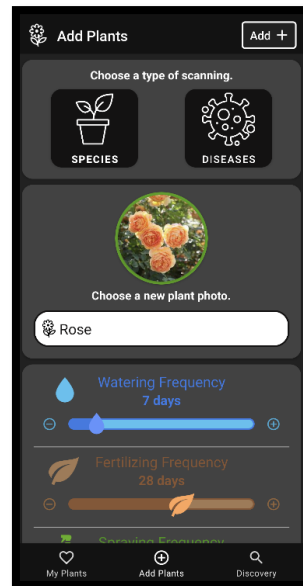 Add Plants
Add +
Choose a type of scanning.
SPECIES
DISEASES
Choose a new plant photo.
Rose
Watering Frequency
7 days
Fertilizing Frequency
28 days
Spraying Frequency
My Plants
Add Plants
Discovery